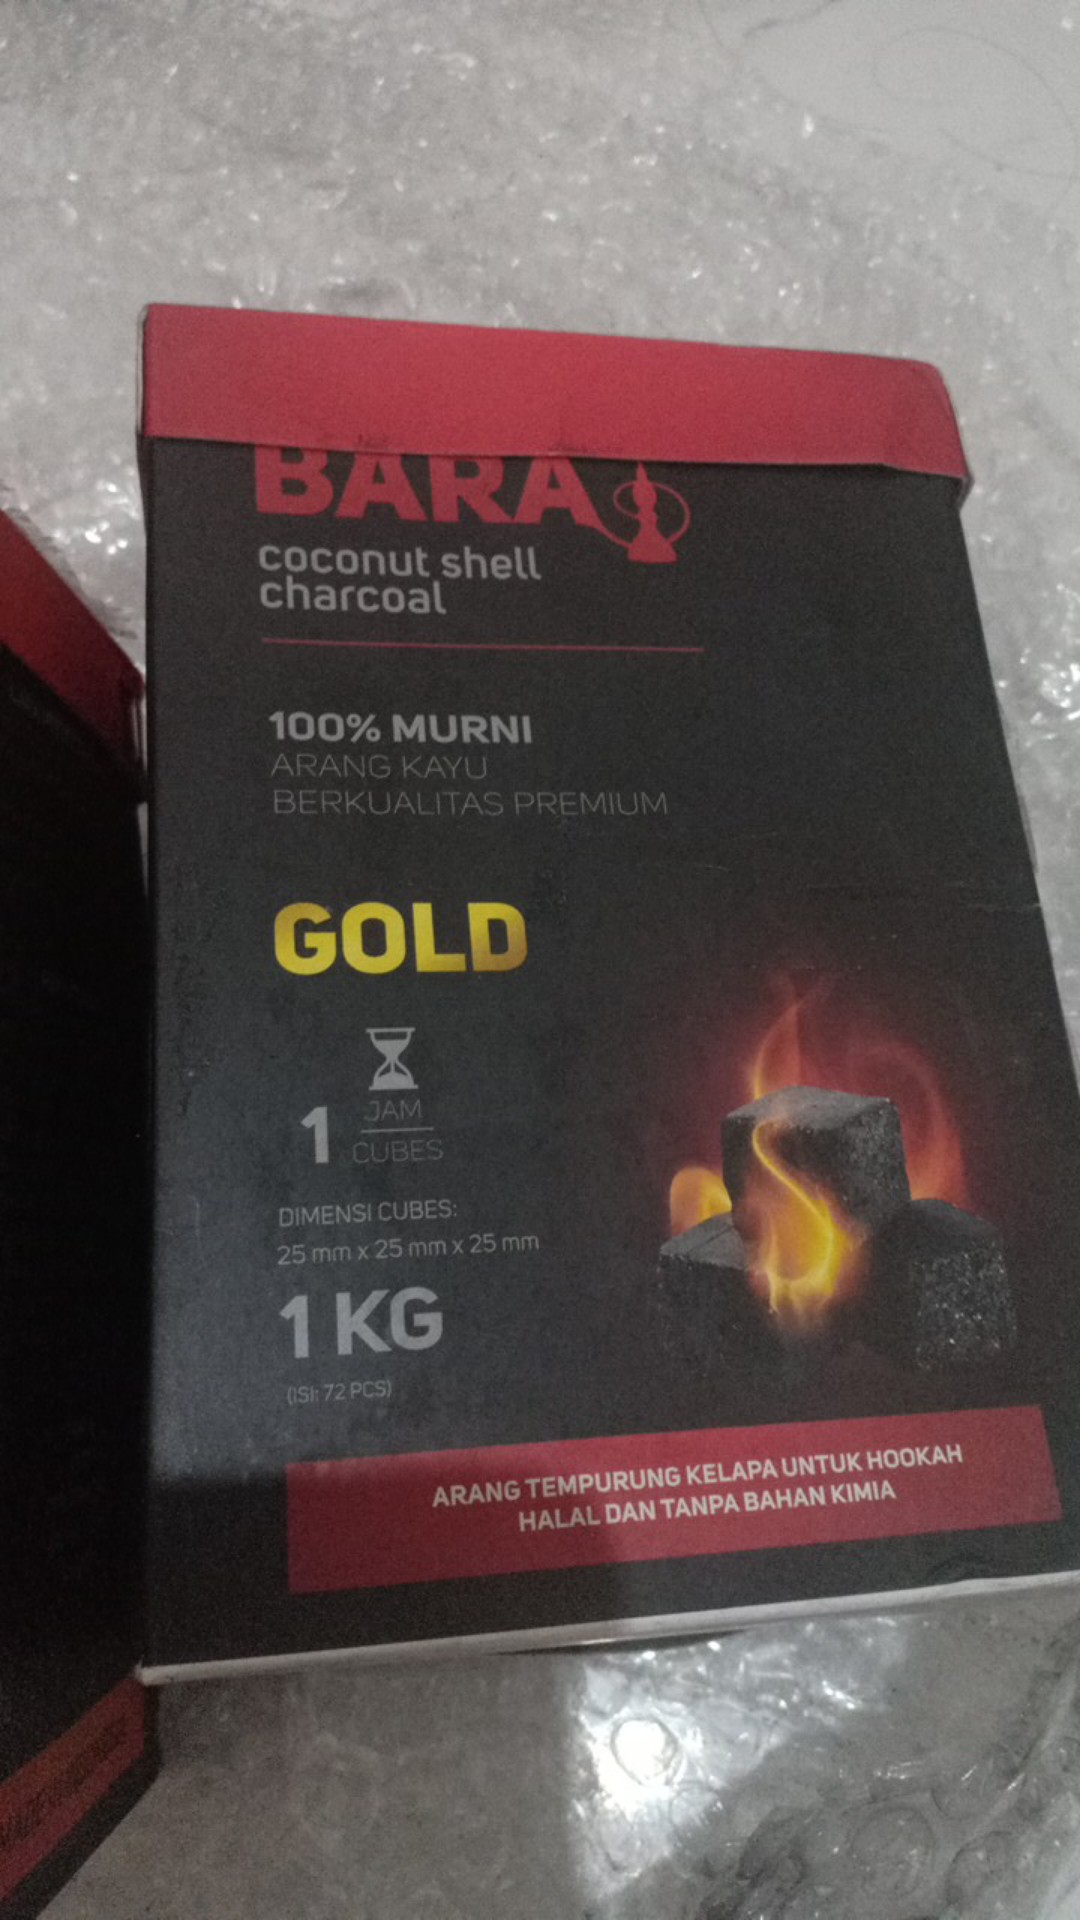 BARA
coconut shell
charcoal
100% MURNI
ARANG KAYU
BERKUALITAS PREMIUM
GOLD
1 JAM
CUBES
DIMENSI CUBES:
25 mm x 25 mm x 25 mm
1 KG
(ISI: 72 PCS)
ARANG TEMPURUNG KELAPA UNTUK HOOKAH
HALAL DAN TANPA BAHAN KIMIA